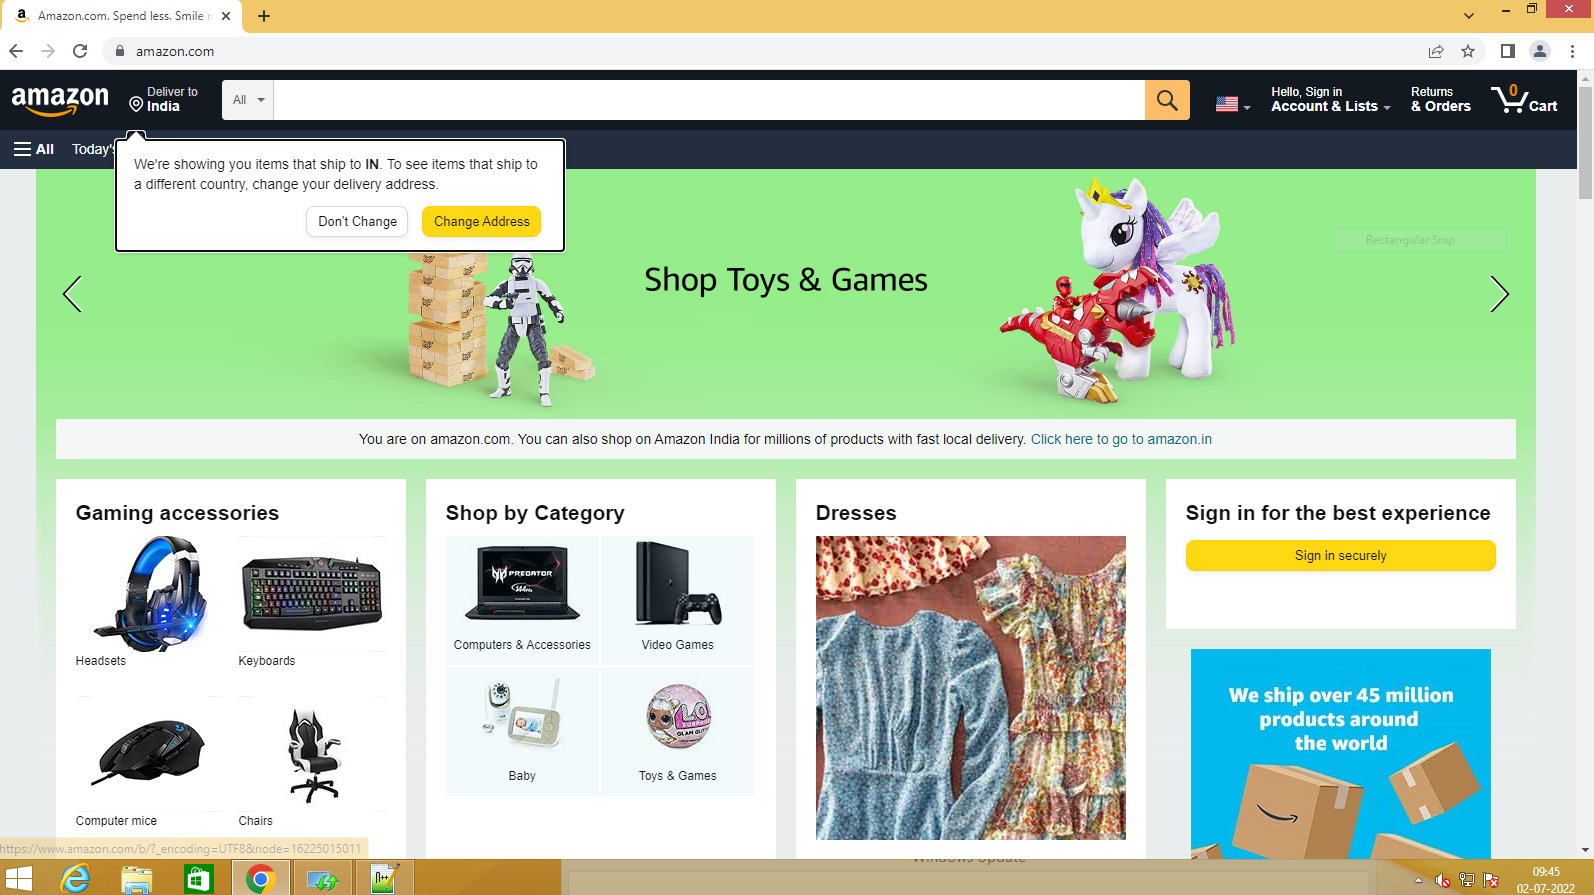 Amazon.com. Spend less. Smile
amazon.com
amazon
Deliver to
India
All
Hello, Sign in
Account & Lists
Returns
& Orders
0
Cart
All
Today's
We're showing you items that ship to IN. To see items that ship to
a different country, change your delivery address.
Don't Change
Change Address
Rectangular Snip
Shop Toys & Games
You are on amazon.com. You can also shop on Amazon India for millions of products with fast local delivery. Click here to go to amazon.in
Gaming accessories
Headsets
Keyboards
Computer mice
Chairs
Shop by Category
PREDATOR
Computers & Accessories
Video Games
Baby
L.O.L.
SURPRISE
GLAM GLITTER
Toys & Games
Dresses
Sign in for the best experience
Sign in securely
We ship over 45 million
products around
the world
https://www.amazon.com/b/?_encoding=UTF8&node=16225015011
Windows Update
09:45
02-07-2022